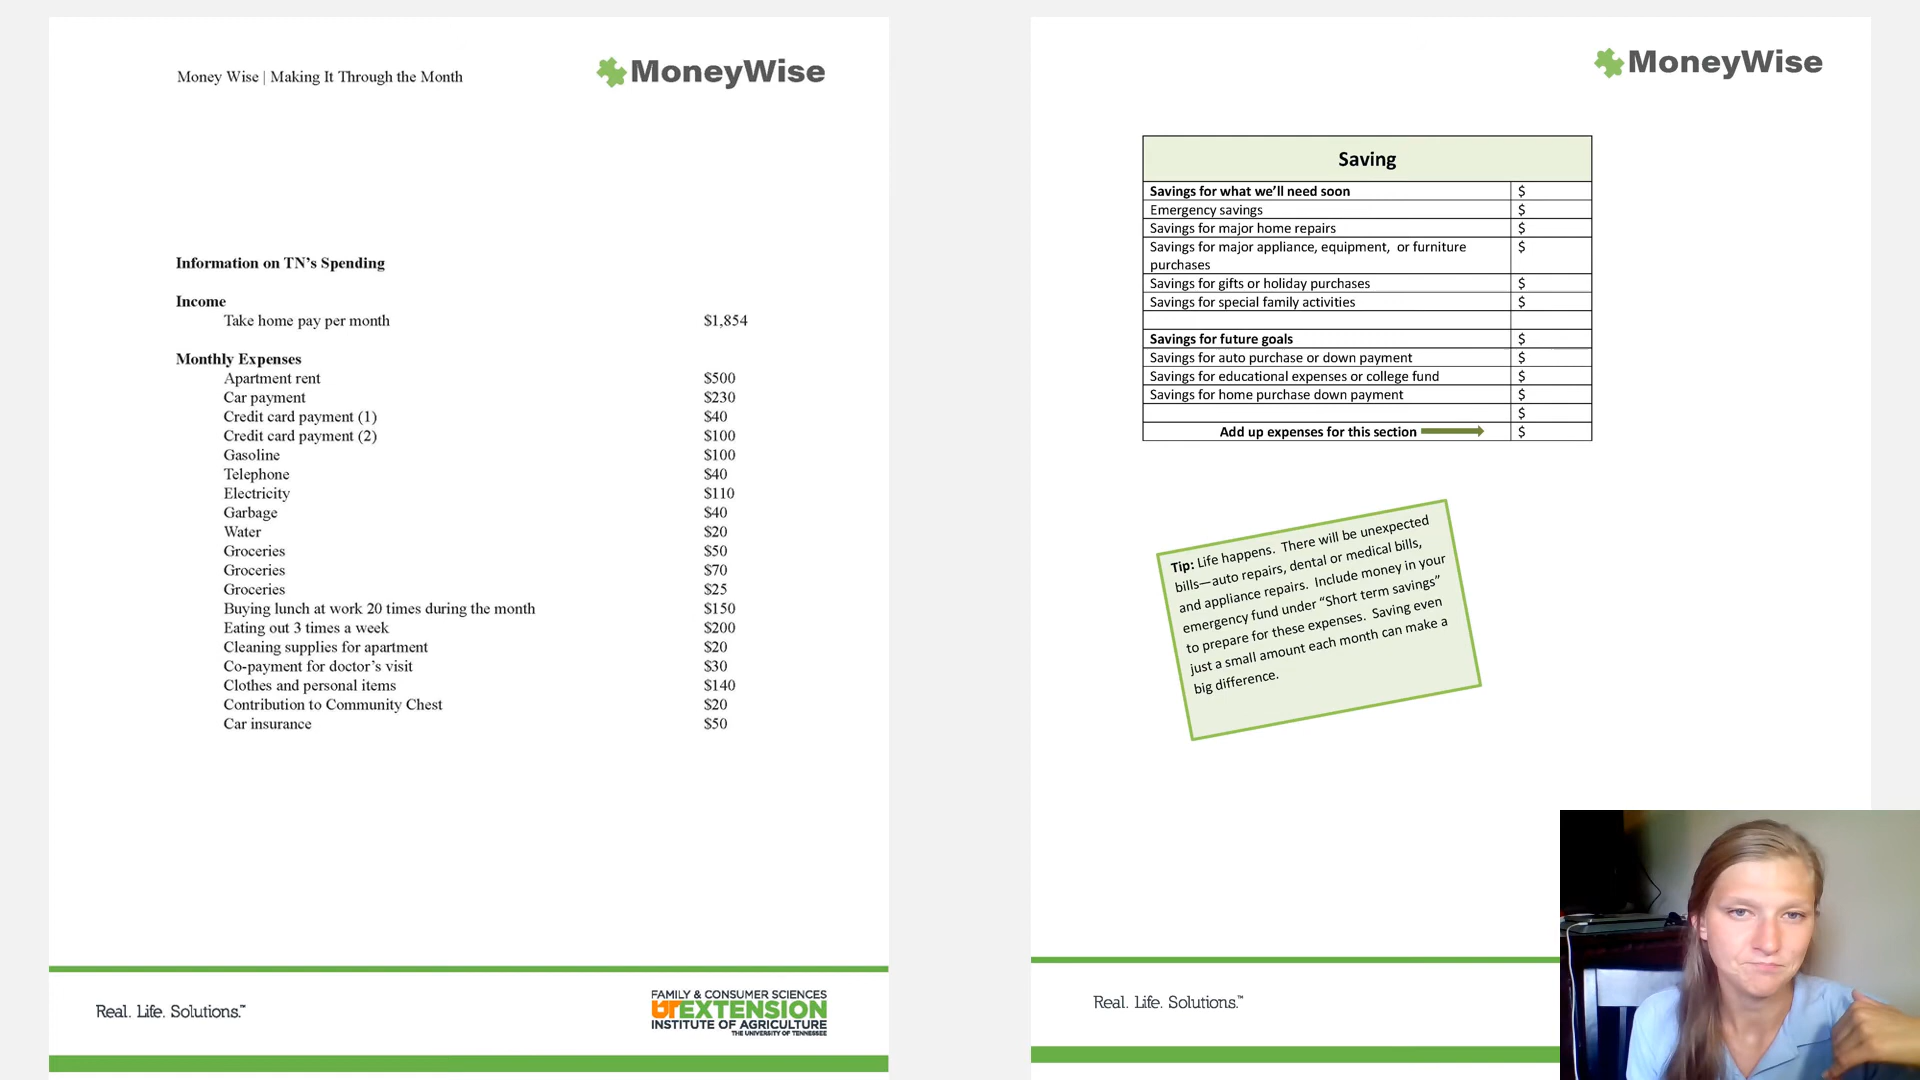 Money Wise | Making It Through the Month
MoneyWise
Information on TN's Spending
Income
Take home pay per month $1,854
Monthly Expenses
Apartment rent $500
Car payment $230
Credit card payment (1) $40
Credit card payment (2) $100
Gasoline $100
Telephone $40
Electricity $110
Garbage $40
Water $20
Groceries $50
Groceries $70
Groceries $25
Buying lunch at work 20 times during the month $150
Eating out 3 times a week $200
Cleaning supplies for apartment $20
Co-payment for doctor's visit $30
Clothes and personal items $140
Contribution to Community Chest $20
Car insurance $50
Real. Life. Solutions.™
FAMILY & CONSUMER SCIENCES
UT EXTENSION
INSTITUTE OF AGRICULTURE
THE UNIVERSITY OF TENNESSEE
MoneyWise
Saving
Savings for what we'll need soon $
Emergency savings $
Savings for major home repairs $
Savings for major appliance, equipment, or furniture $
purchases
Savings for gifts or holiday purchases $
Savings for special family activities $
Savings for future goals $
Savings for auto purchase or down payment $
Savings for educational expenses or college fund $
Savings for home purchase down payment $
$
Add up expenses for this section $
Tip: Life happens. There will be unexpected
bills—auto repairs, dental or medical bills,
and appliance repairs. Include money in your
emergency fund under “Short term savings”
to prepare for these expenses. Saving even
just a small amount each month can make a
big difference.
Real. Life. Solutions.™